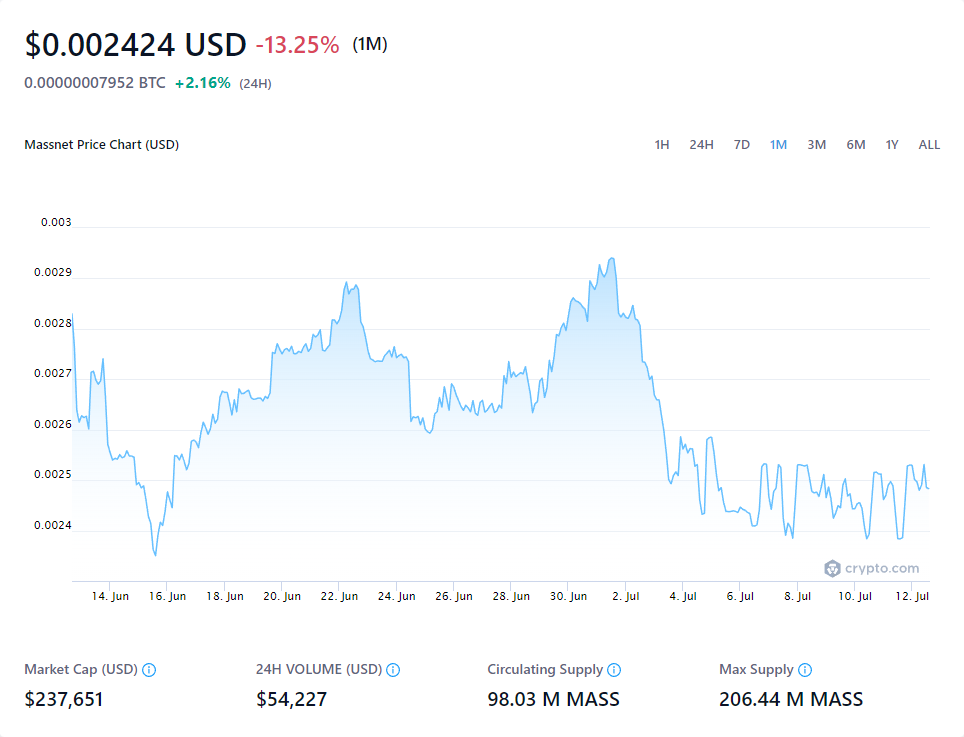 $0.002424 USD -13.25% (1M)
0.00000007952 BTC +2.16% (24H)
Massnet Price Chart (USD) 1H 24H 7D 1M 3M 6M 1Y ALL
0.003
0.0029
0.0028
0.0027
0.0026
0.0025
0.0024
crypto.com
14. Jun 16. Jun 18. Jun 20. Jun 22. Jun 24. Jun 26. Jun 28. Jun 30. Jun 2. Jul 4. Jul 6. Jul 8. Jul 10. Jul 12. Jul
Market Cap (USD) 24H VOLUME (USD) Circulating Supply Max Supply
$237,651 $54,227 98.03 M MASS 206.44 M MASS